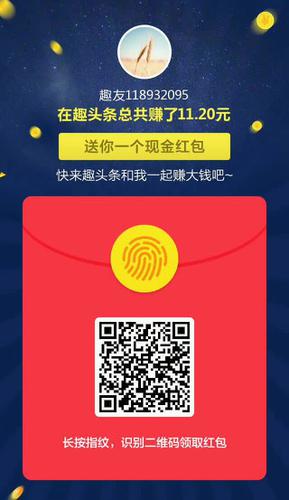 趣友118932095
在趣头条总共赚了11.20元
送你一个现金红包
快来趣头条和我一起赚大钱吧~
长按指纹，识别二维码领取红包